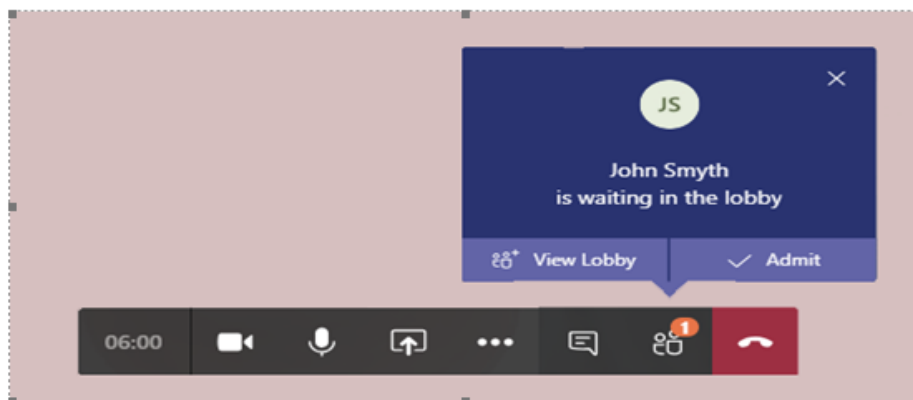 JS
John Smyth
is waiting in the lobby
View Lobby
Admit
06:00
1